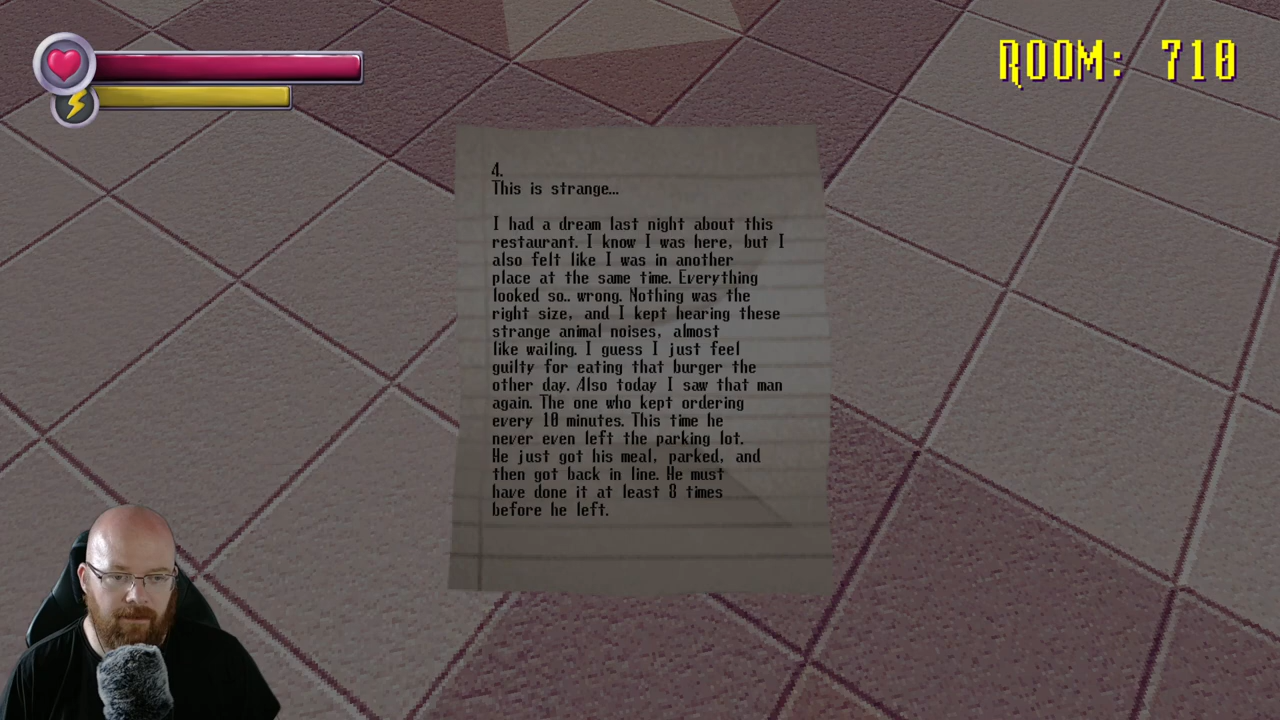 ROOM: 710
4.
This is strange...
I had a dream last night about this
restaurant. I know I was here, but I
also felt like I was in another
place at the same time. Everything
looked so.. wrong. Nothing was the
right size, and I kept hearing these
strange animal noises, almost
like wailing. I guess I just feel
guilty for eating that burger the
other day. Also today I saw that man
again. The one who kept ordering
every 10 minutes. This time he
never even left the parking lot.
He just got his meal, parked, and
then got back in line. He must
have done it at least 8 times
before he left.